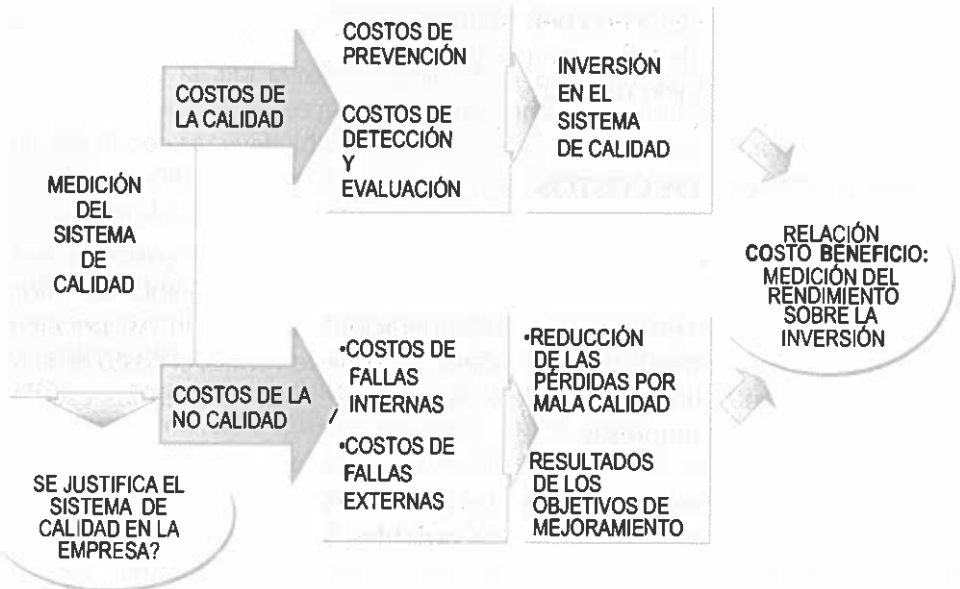 MEDICIÓN
DEL
SISTEMA
DE
CALIDAD
SE JUSTIFICA EL
SISTEMA DE
CALIDAD EN LA
EMPRESA?
COSTOS DE
LA CALIDAD
COSTOS DE
PREVENCIÓN
COSTOS DE
DETECCIÓN
Y
EVALUACIÓN
INVERSIÓN
EN EL
SISTEMA
DE CALIDAD
COSTOS DE LA
NO CALIDAD
•COSTOS DE
FALLAS
INTERNAS
•COSTOS DE
FALLAS
EXTERNAS
•REDUCCIÓN
DE LAS
PÉRDIDAS POR
MALA CALIDAD
RESULTADOS
DE LOS
OBJETIVOS DE
MEJORAMIENTO
RELACIÓN
COSTO BENEFICIO:
MEDICIÓN DEL
RENDIMIENTO
SOBRE LA
INVERSIÓN